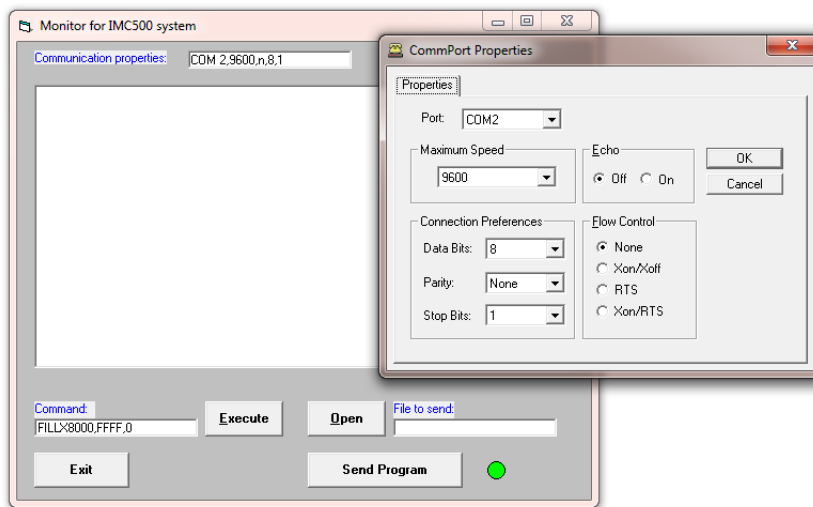 Monitor for IMC500 system
Communication properties: COM 2,9600,n,8,1
CommPort Properties
Properties
Port: COM2
Maximum Speed
9600
Echo
Off On
OK
Cancel
Connection Preferences
Data Bits: 8
Parity: None
Stop Bits: 1
Flow Control
None
Xon/Xoff
RTS
Xon/RTS
Command:
FILLX8000,FFFF,0
Execute
Open
File to send:
Exit
Send Program